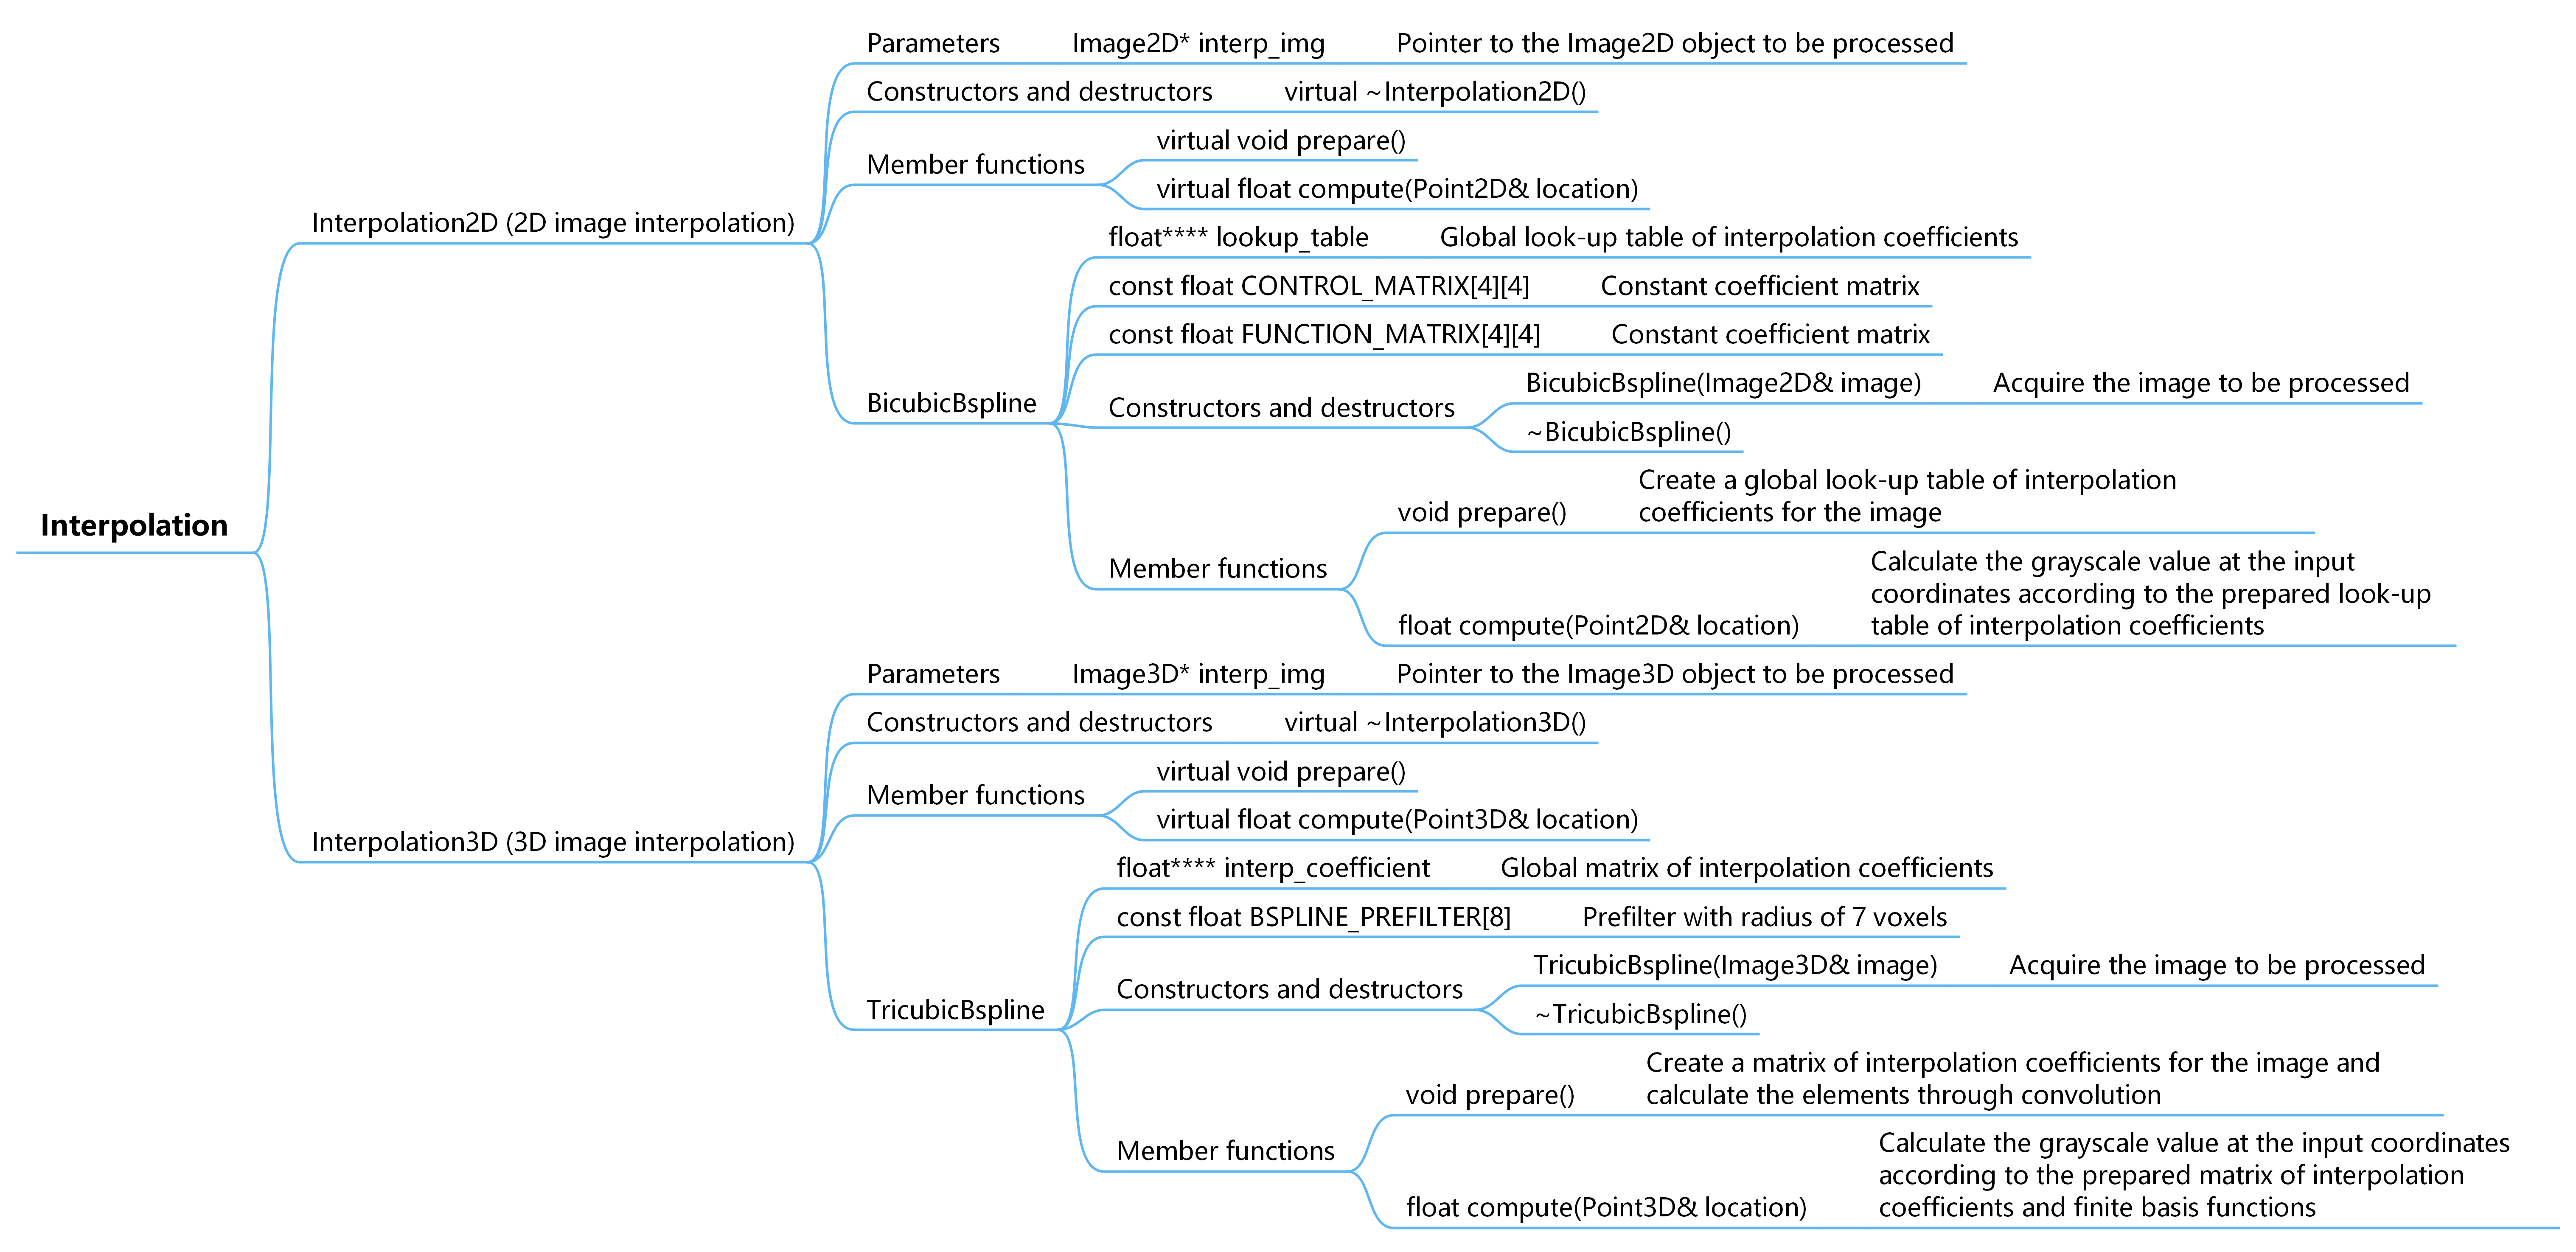 Interpolation
Interpolation2D (2D image interpolation)
Parameters Image2D* interp_img Pointer to the Image2D object to be processed
Constructors and destructors virtual ~Interpolation2D()
Member functions
virtual void prepare()
virtual float compute(Point2D& location)
BicubicBspline
float**** lookup_table Global look-up table of interpolation coefficients
const float CONTROL_MATRIX[4][4] Constant coefficient matrix
const float FUNCTION_MATRIX[4][4] Constant coefficient matrix
Constructors and destructors
BicubicBspline(Image2D& image) Acquire the image to be processed
~BicubicBspline()
Member functions
void prepare()
Create a global look-up table of interpolation
coefficients for the image
float compute(Point2D& location)
Calculate the grayscale value at the input
coordinates according to the prepared look-up
table of interpolation coefficients
Interpolation3D (3D image interpolation)
Parameters Image3D* interp_img Pointer to the Image3D object to be processed
Constructors and destructors virtual ~Interpolation3D()
Member functions
virtual void prepare()
virtual float compute(Point3D& location)
TricubicBspline
float**** interp_coefficient Global matrix of interpolation coefficients
const float BSPLINE_PREFILTER[8] Prefilter with radius of 7 voxels
Constructors and destructors
TricubicBspline(Image3D& image) Acquire the image to be processed
~TricubicBspline()
Member functions
void prepare()
Create a matrix of interpolation coefficients for the image and
calculate the elements through convolution
float compute(Point3D& location)
Calculate the grayscale value at the input coordinates
according to the prepared matrix of interpolation
coefficients and finite basis functions